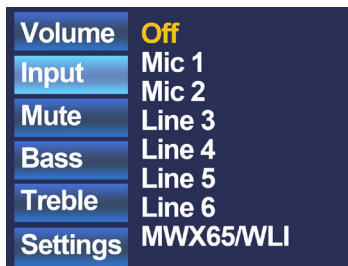 Volume
Input
Mute
Bass
Treble
Settings
Off
Mic 1
Mic 2
Line 3
Line 4
Line 5
Line 6
MWX65/WLI